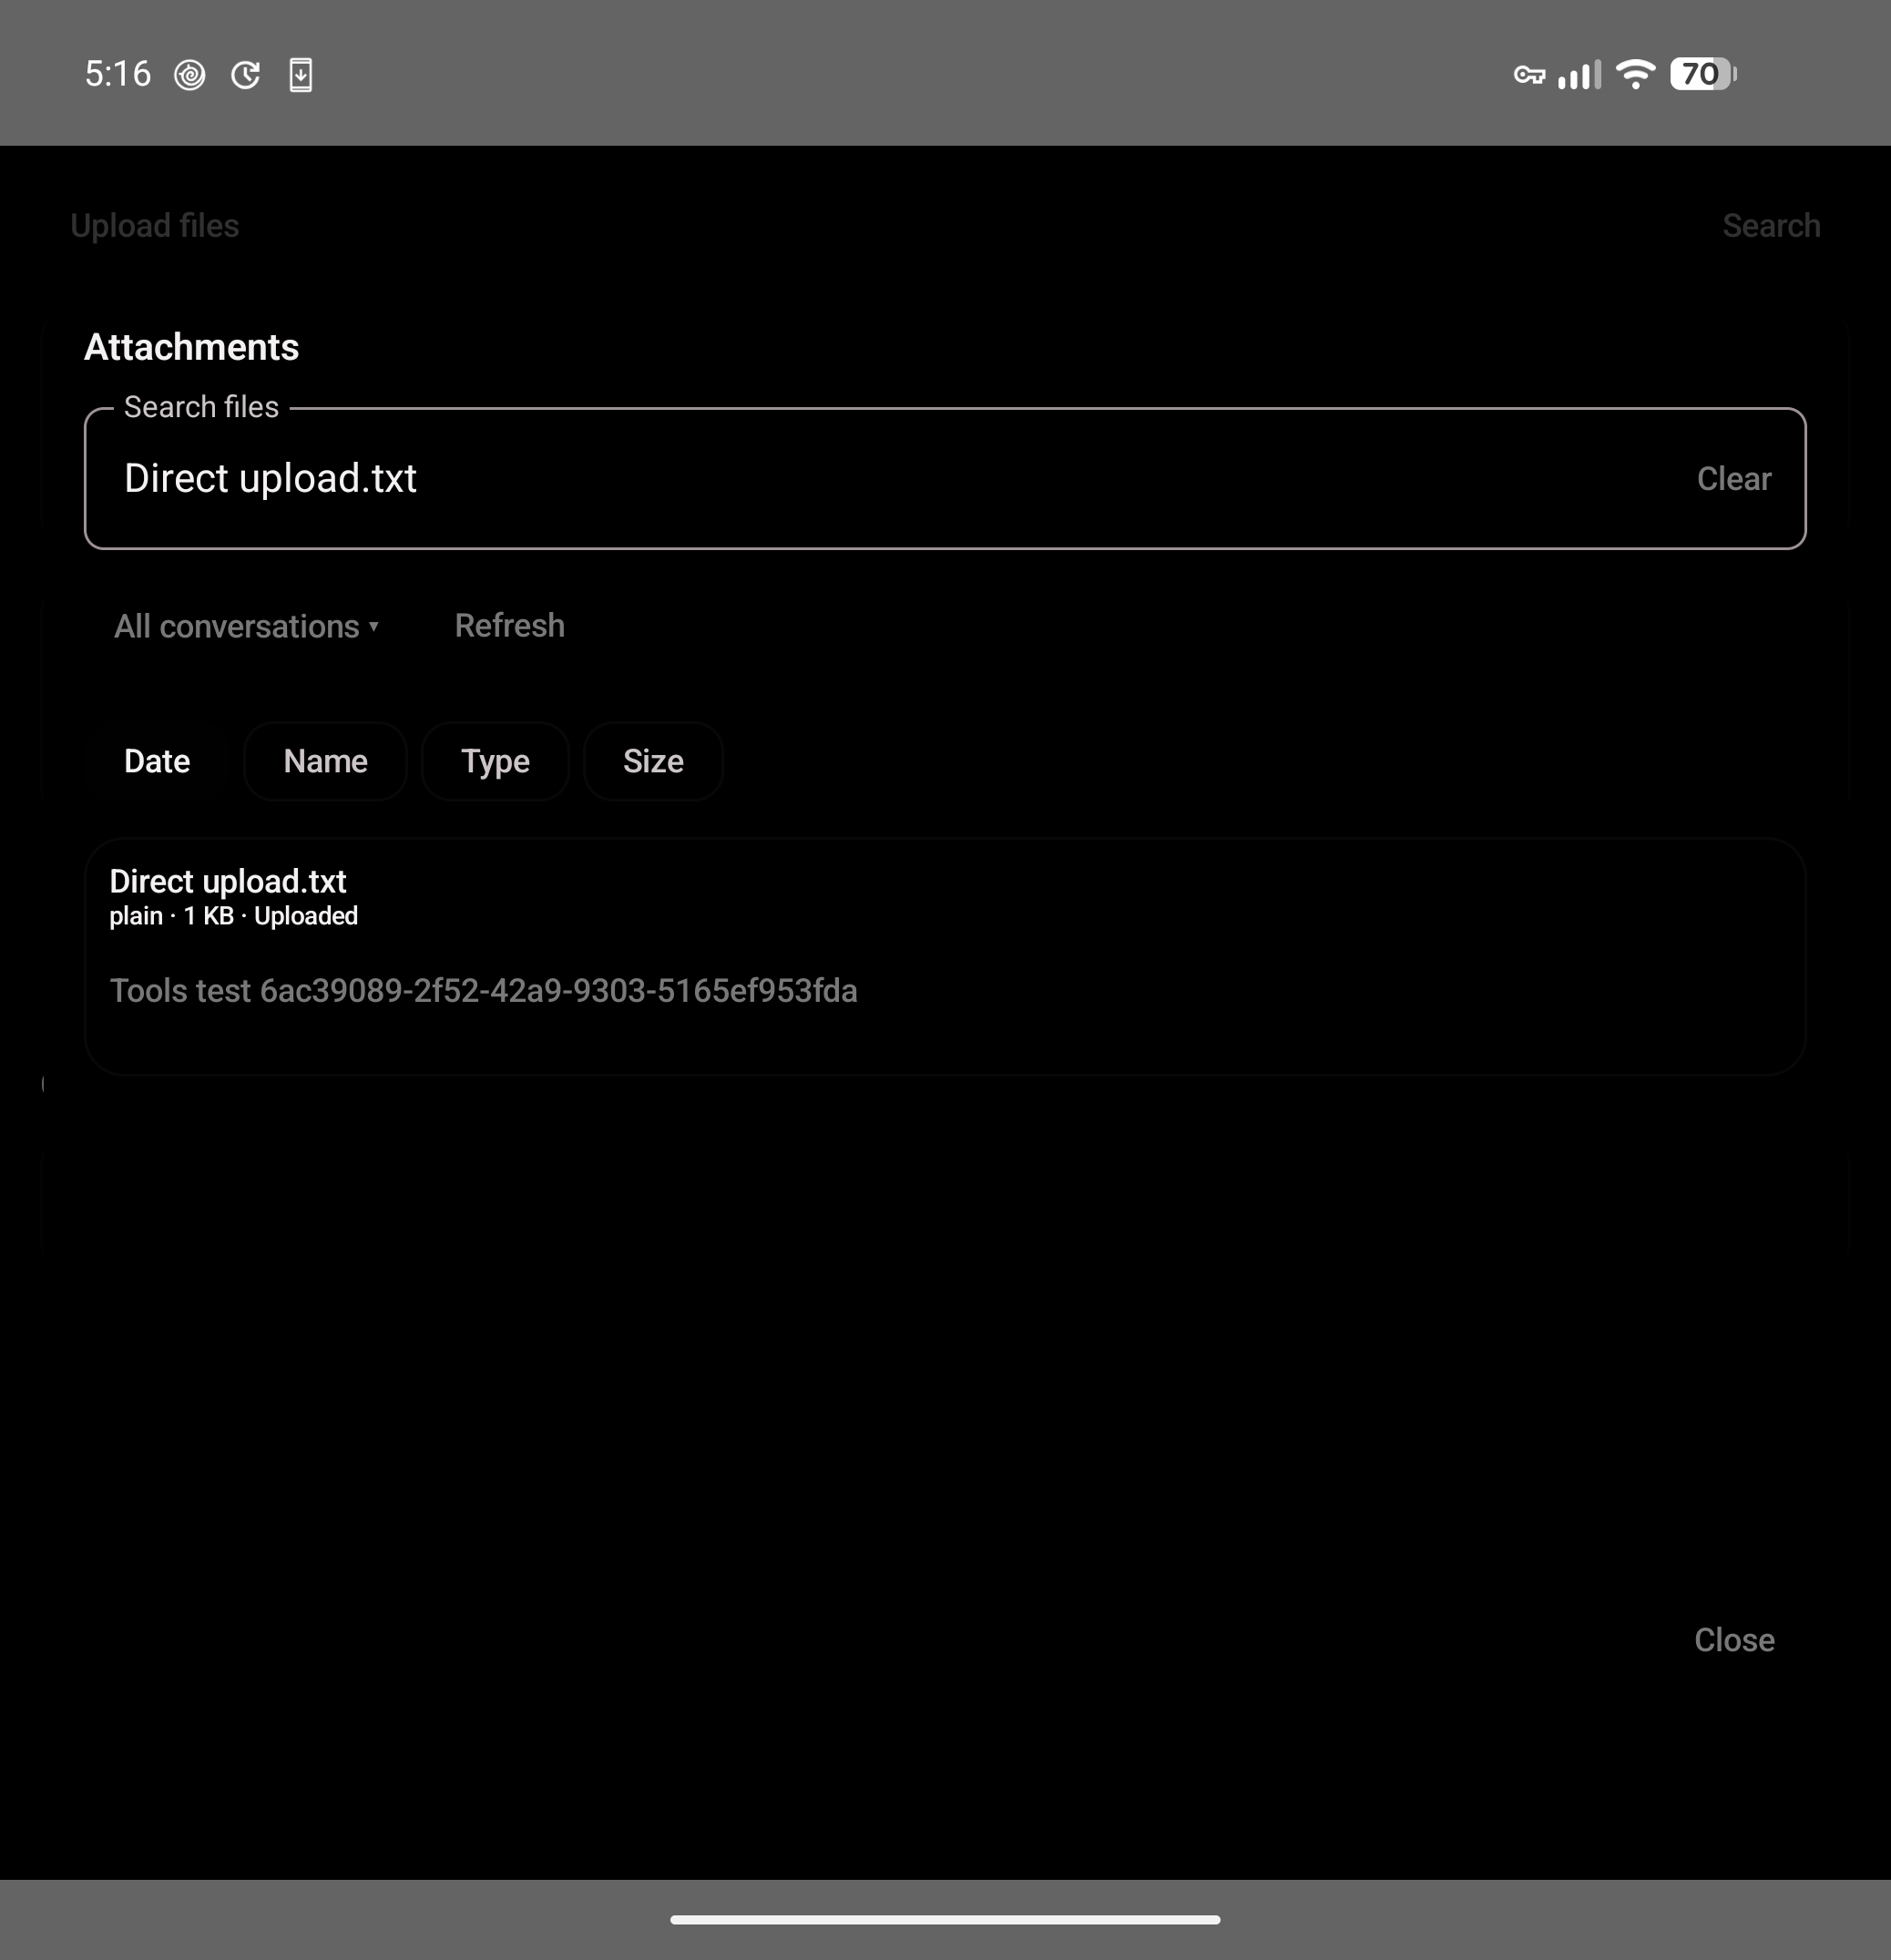 5:16
70
Upload files
Search
Attachments
Search files
Direct upload.txt
Clear
All conversations ▾
Refresh
Date
Name
Type
Size
Direct upload.txt
plain · 1 KB · Uploaded
Tools test 6ac39089-2f52-42a9-9303-5165ef953fda
Close